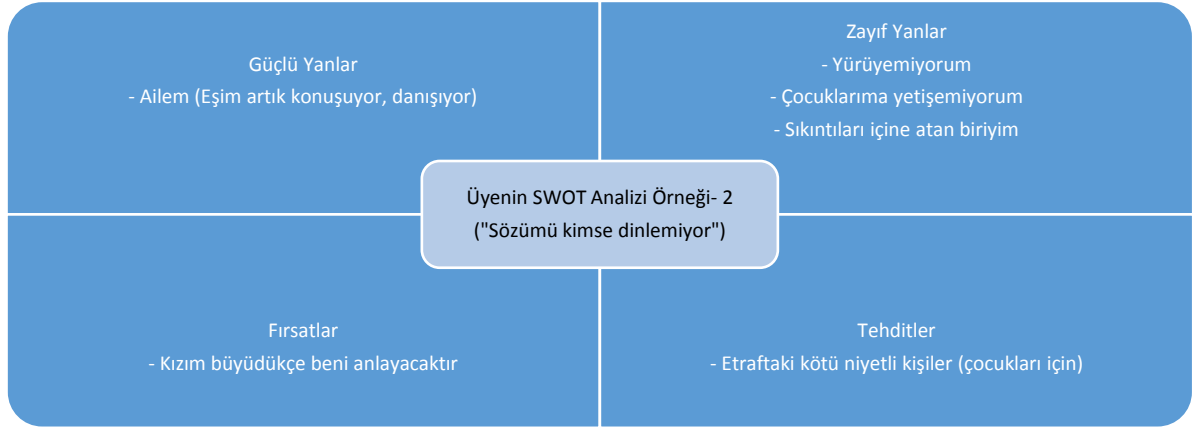 Güçlü Yanlar
- Ailem (Eşim artık konuşuyor, danışıyor)
Zayıf Yanlar
- Yürüyemiyorum
- Çocuklarıma yetişemiyorum
- Sıkıntıları içine atan biriyim
Üyenin SWOT Analizi Örneği- 2
("Sözümü kimse dinlemiyor")
Fırsatlar
- Kızım büyüdükçe beni anlayacaktır
Tehditler
- Etraftaki kötü niyetli kişiler (çocukları için)